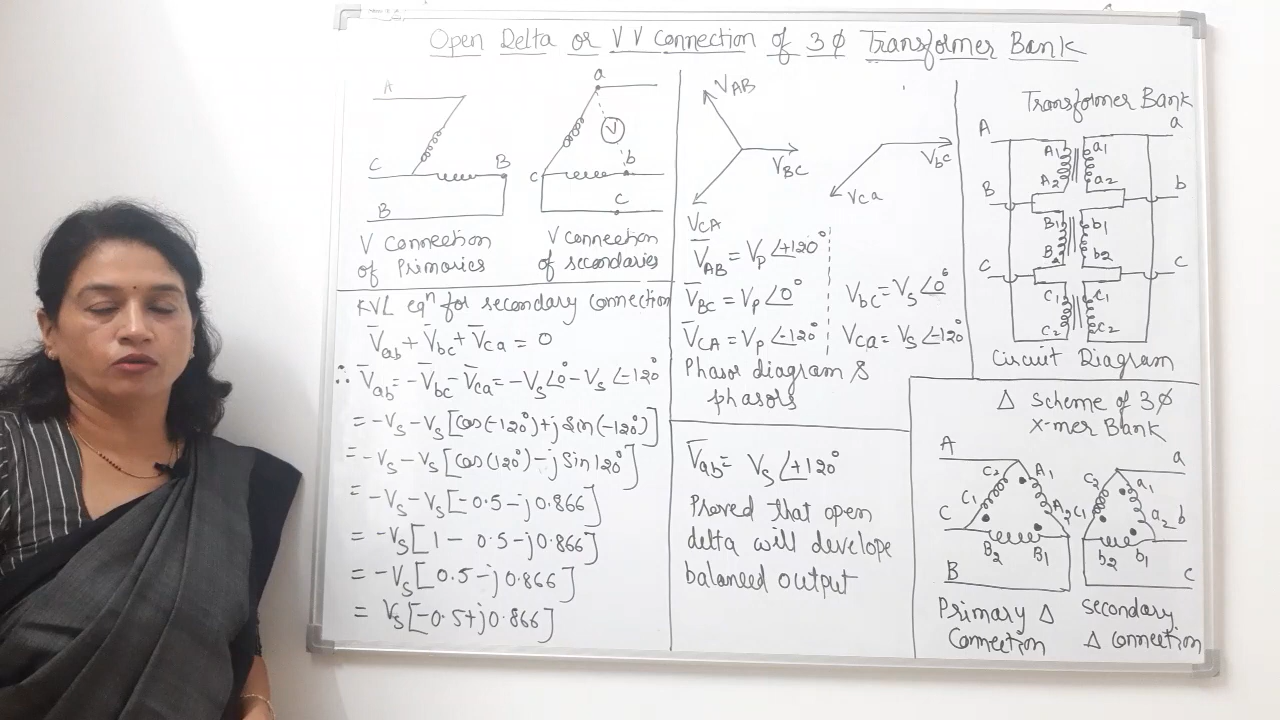 Open Delta or V V Connection of 3 φ Transformer Bank
A
C
B
B
V Connection
of Primaries
a
V
b
c
C
V Connection
of secondaries
KVL eqⁿ for secondary connection
V̄ab + V̄bc + V̄ca = 0
∴ V̄ab = -V̄bc - V̄ca = -Vs∠0° - Vs∠-120°
= -Vs - Vs[Cos(-120°)+j Sin(-120°)]
= -Vs - Vs[Cos(120°) - j Sin 120°]
= -Vs - Vs[-0.5 - j0.866]
= -Vs[1 - 0.5 - j0.866]
= -Vs[0.5 - j0.866]
= Vs[-0.5 + j0.866]
VAB
VBC
VCA
Vbc
Vca
V̄AB = Vp∠+120°
V̄BC = Vp∠0°
V̄CA = Vp∠-120°
Vbc = Vs∠0°
Vca = Vs∠-120°
Phasor diagram &
phasors
V̄ab = Vs∠+120°
Proved that open
delta will develope
balanced output
Transformer Bank
A
a
A1
a1
A2
a2
B
b
B1
b1
B2
b2
C
c
C1
c1
C2
c2
Circuit Diagram
Δ Scheme of 3φ
X-mer Bank
A
C2
A1
C1
A2
C
B2
B1
B
Primary Δ
Connection
a
c2
a1
c1
a2
b
b2
b1
c
Secondary
Δ Connection